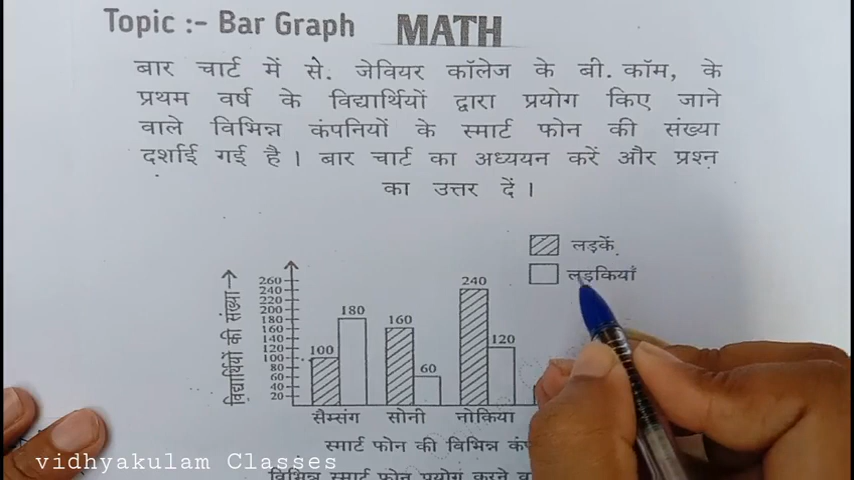 Topic :- Bar Graph MATH
बार चार्ट में से. जेवियर कॉलेज के बी. कॉम, के
प्रथम वर्ष के विद्यार्थियों द्वारा प्रयोग किए जाने
वाले विभिन्न कंपनियों के स्मार्ट फोन की संख्या
दर्शाई गई है । बार चार्ट का अध्ययन करें और प्रश्न
का उत्तर दें ।
लड़कें
लड़कियाँ
विद्यार्थियों की संख्या
260
240
220
200
180
160
140
120
100
80
60
40
20
100
180
160
60
240
120
सैम्संग सोनी नोकिया
स्मार्ट फोन की विभिन्न
विभिन्न स्मार्ट फोन प्रयोग करने
vidhyakulam Classes